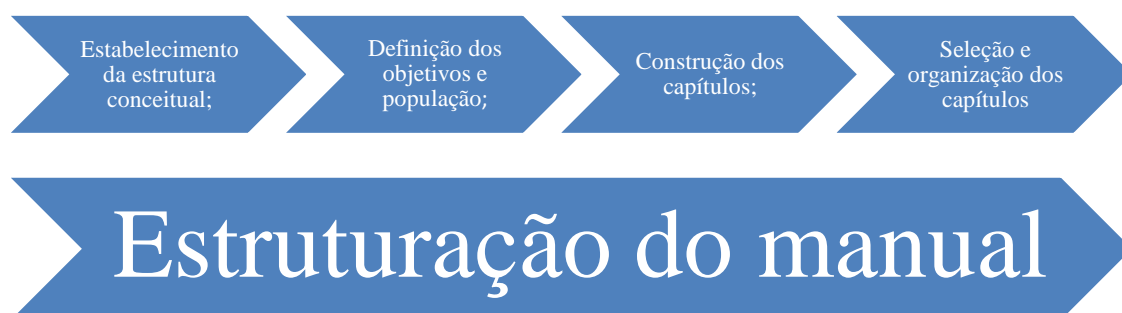 Estabelecimento
da estrutura
conceitual;
Definição dos
objetivos e
população;
Construção dos
capítulos;
Seleção e
organização dos
capítulos
Estruturação do manual